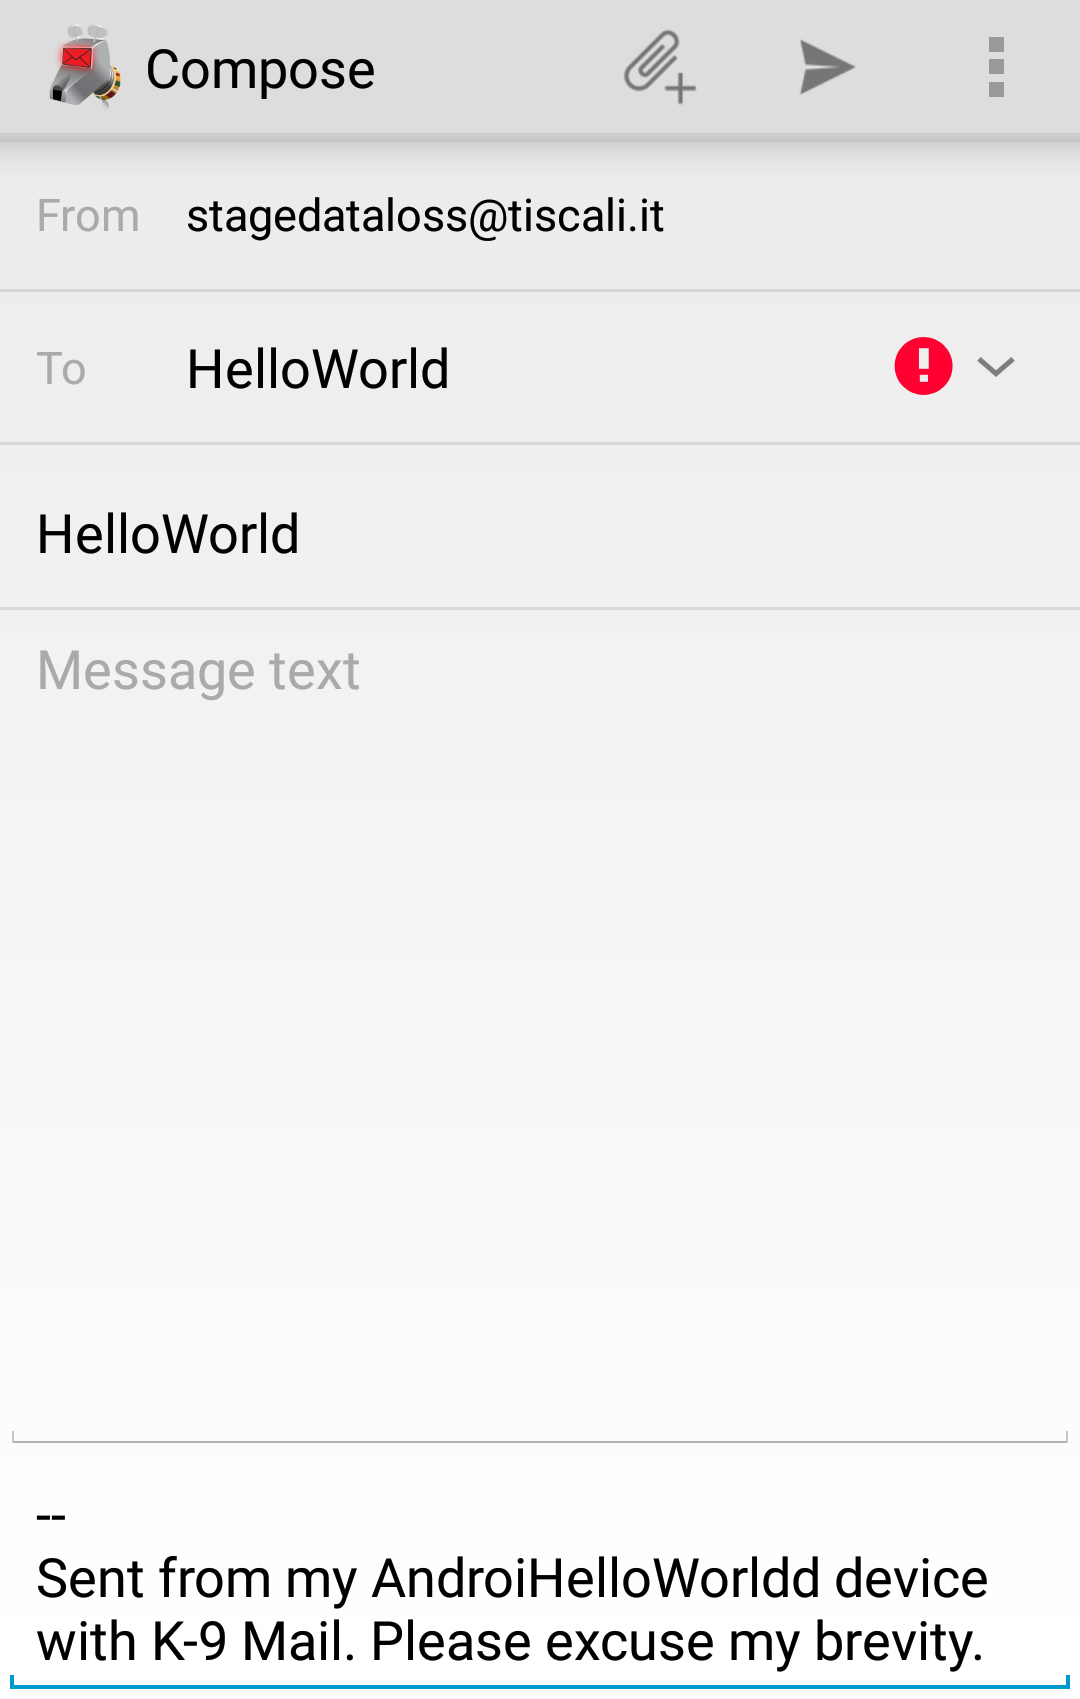 Compose
From stagedataloss@tiscali.it
To HelloWorld
HelloWorld
Message text
--
Sent from my AndroiHelloWorldd device
with K-9 Mail. Please excuse my brevity.